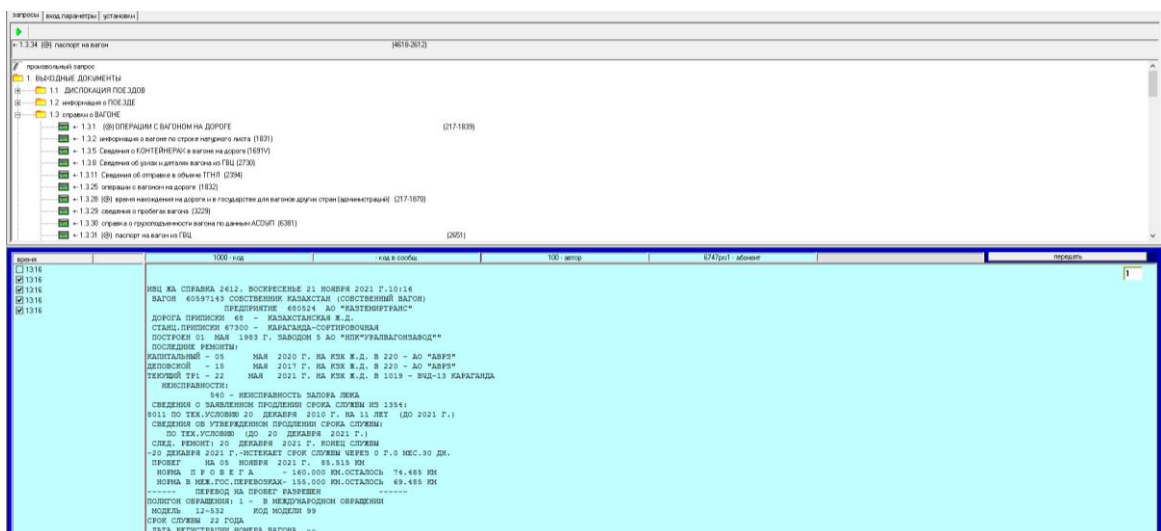 запросы вход.параметры установки
← 1.3.34 (@) паспорт на вагон (4618-2612)
произвольный запрос
1. ВЫХОДНЫЕ ДОКУМЕНТЫ
1.1 ДИСЛОКАЦИЯ ПОЕЗДОВ
1.2 информация о ПОЕЗДЕ
1.3 справки о ВАГОНЕ
← 1.3.1 (@) ОПЕРАЦИИ С ВАГОНОМ НА ДОРОГЕ (217-1839)
← 1.3.2 информация о вагоне по строке натурного листа (1831)
← 1.3.5 Сведения о КОНТЕЙНЕРАХ в вагоне на дороге (1691V)
← 1.3.8 Сведения об узлах и деталях вагона из ГВЦ (2730)
← 1.3.11 Сведения об отправке в объеме ТГНЛ (2394)
← 1.3.25 операции с вагоном на дороге (1832)
← 1.3.28 (@) время нахождения на дороге и в государстве для вагонов других стран (администраций) (217-1870)
← 1.3.29 сведения о пробегах вагона (3229)
← 1.3.30 справка о грузоподъемности вагона по данным АСОУП (6381)
← 1.3.31 (@) паспорт на вагон из ГВЦ (2651)
время 1000 - код - код в сообщ. 100 - автор 6747po1 - абонент передать
13:16 1
13:16
13:16
13:16
13:16
ИВЦ ЖА СПРАВКА 2612. ВОСКРЕСЕНЬЕ 21 НОЯБРЯ 2021 Г.10:16
ВАГОН 60597143 СОБСТВЕННИК КАЗАХСТАН (СОБСТВЕННЫЙ ВАГОН)
ПРЕДПРИЯТИЕ 680524 АО "КАЗТЕМИРТРАНС"
ДОРОГА ПРИПИСКИ 68 - КАЗАХСТАНСКАЯ Ж.Д.
СТАНЦ.ПРИПИСКИ 67300 - КАРАГАНДА-СОРТИРОВОЧНАЯ
ПОСТРОЕН 01 МАЯ 1983 Г. ЗАВОДОМ 5 АО "НПК"УРАЛВАГОНЗАВОД""
ПОСЛЕДНИЕ РЕМОНТЫ:
КАПИТАЛЬНЫЙ - 05 МАЯ 2020 Г. НА КЗХ Ж.Д. В 220 - АО "АВРЗ"
ДЕПОВСКОЙ - 15 МАЯ 2017 Г. НА КЗХ Ж.Д. В 220 - АО "АВРЗ"
ТЕКУЩИЙ ТР1 - 22 МАЯ 2021 Г. НА КЗХ Ж.Д. В 1019 - ВЧД-13 КАРАГАНДА
НЕИСПРАВНОСТИ:
540 - НЕИСПРАВНОСТЬ ЗАПОРА ЛЮКА
СВЕДЕНИЯ О ЗАЯВЛЕННОМ ПРОДЛЕНИИ СРОКА СЛУЖБЫ ИЗ 1354:
8011 ПО ТЕХ.УСЛОВИЮ 20 ДЕКАБРЯ 2010 Г. НА 11 ЛЕТ (ДО 2021 Г.)
СВЕДЕНИЯ ОБ УТВЕРЖДЕННОМ ПРОДЛЕНИИ СРОКА СЛУЖБЫ:
ПО ТЕХ.УСЛОВИЮ (ДО 20 ДЕКАБРЯ 2021 Г.)
СЛЕД. РЕМОНТ: 20 ДЕКАБРЯ 2021 Г. КОНЕЦ СЛУЖБЫ
-20 ДЕКАБРЯ 2021 Г.-ИСТЕКАЕТ СРОК СЛУЖБЫ ЧЕРЕЗ 0 Г.0 МЕС.30 ДН.
ПРОБЕГ НА 05 НОЯБРЯ 2021 Г. 85.515 КМ
НОРМА П Р О Б Е Г А - 160.000 КМ.ОСТАЛОСЬ 74.485 КМ
НОРМА В МЕЖ.ГОС.ПЕРЕВОЗКАХ- 155.000 КМ.ОСТАЛОСЬ 69.485 КМ
------ ПЕРЕВОД НА ПРОБЕГ РАЗРЕШЕН ------
ПОЛИГОН ОБРАЩЕНИЯ: 1 - В МЕЖДУНАРОДНОМ ОБРАЩЕНИИ
МОДЕЛЬ 12-532 КОД МОДЕЛИ 99
СРОК СЛУЖБЫ 22 ГОДА
ДАТА РЕГИСТРАЦИИ НОМЕРА ВАГОНА --